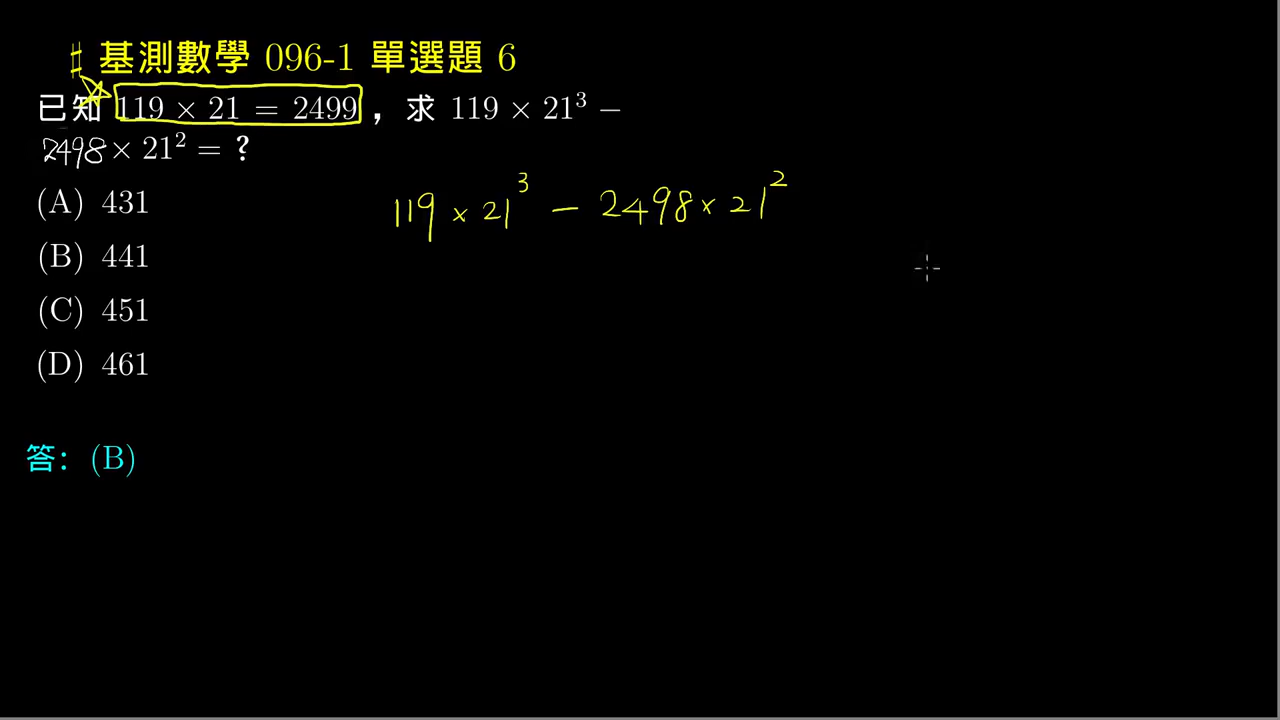 ♯ 基測數學 096-1 單選題 6
已知 119 × 21 = 2499 ，求 119 × 21³ −
2498 × 21² = ？
119 × 21³ − 2498 × 21²
(A) 431
(B) 441
(C) 451
(D) 461
答：(B)